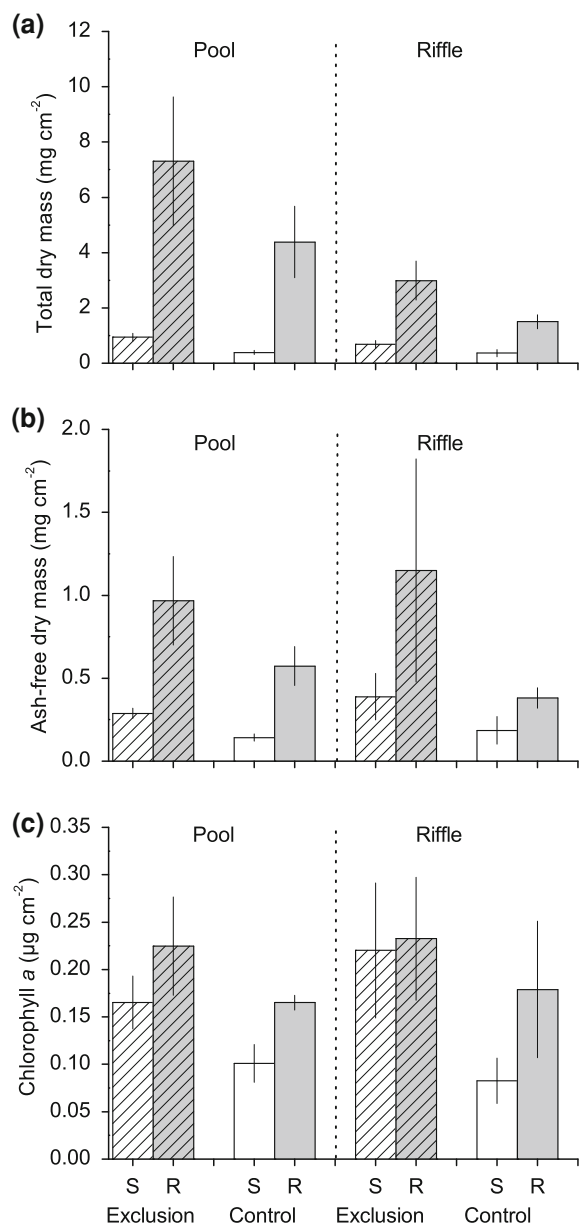 (a)
Pool Riffle
Total dry mass (mg cm⁻²)
12
10
8
6
4
2
0
(b)
Pool Riffle
Ash-free dry mass (mg cm⁻²)
2.0
1.5
1.0
0.5
0.0
(c)
Pool Riffle
Chlorophyll a (µg cm⁻²)
0.35
0.30
0.25
0.20
0.15
0.10
0.05
0.00
S R S R S R S R
Exclusion Control Exclusion Control